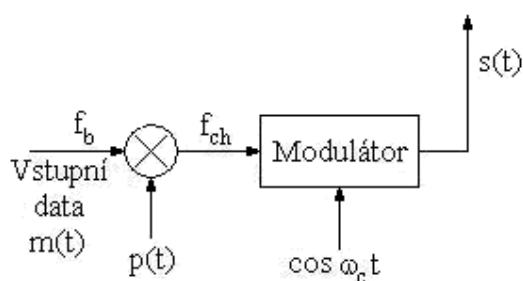 s(t)
f_b
f_ch
Modulátor
Vstupní
data
m(t)
p(t)
cos ω_c t